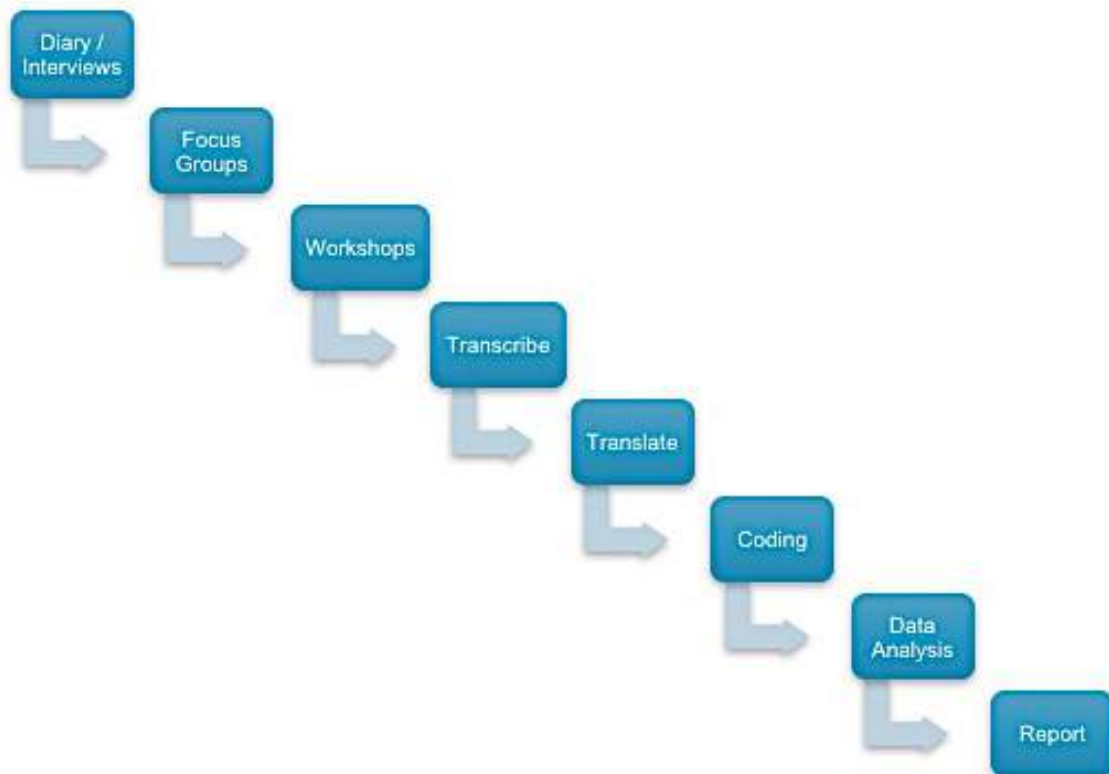 Diary /
Interviews
Focus
Groups
Workshops
Transcribe
Translate
Coding
Data
Analysis
Report